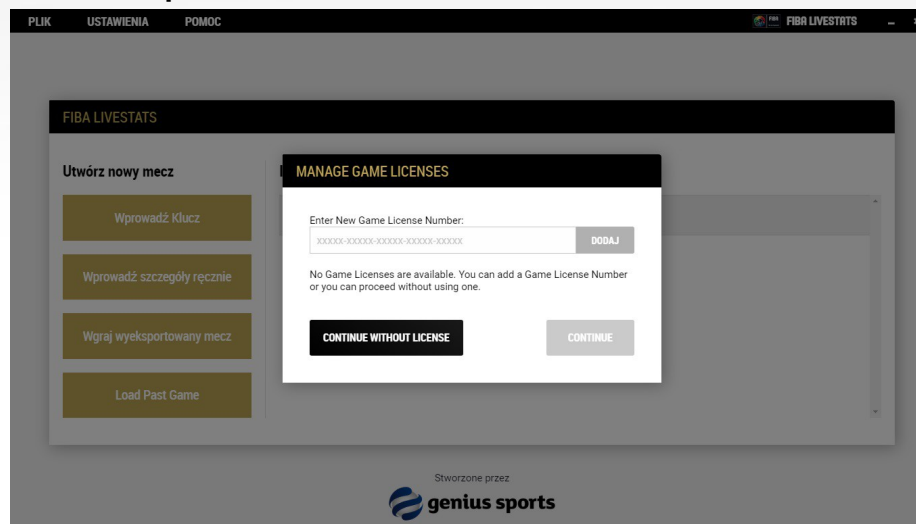 PLIK USTAWIENIA POMOC FIBA LIVESTATS
FIBA LIVESTATS
Utwórz nowy mecz
MANAGE GAME LICENSES
Wprowadź Klucz
Enter New Game License Number:
xxxxx-xxxxx-xxxxx-xxxxx-xxxxx DODAJ
Wprowadź szczegóły ręcznie
No Game Licenses are available. You can add a Game License Number
or you can proceed without using one.
Wgraj wyeksportowany mecz
CONTINUE WITHOUT LICENSE CONTINUE
Load Past Game
Stworzone przez
genius sports